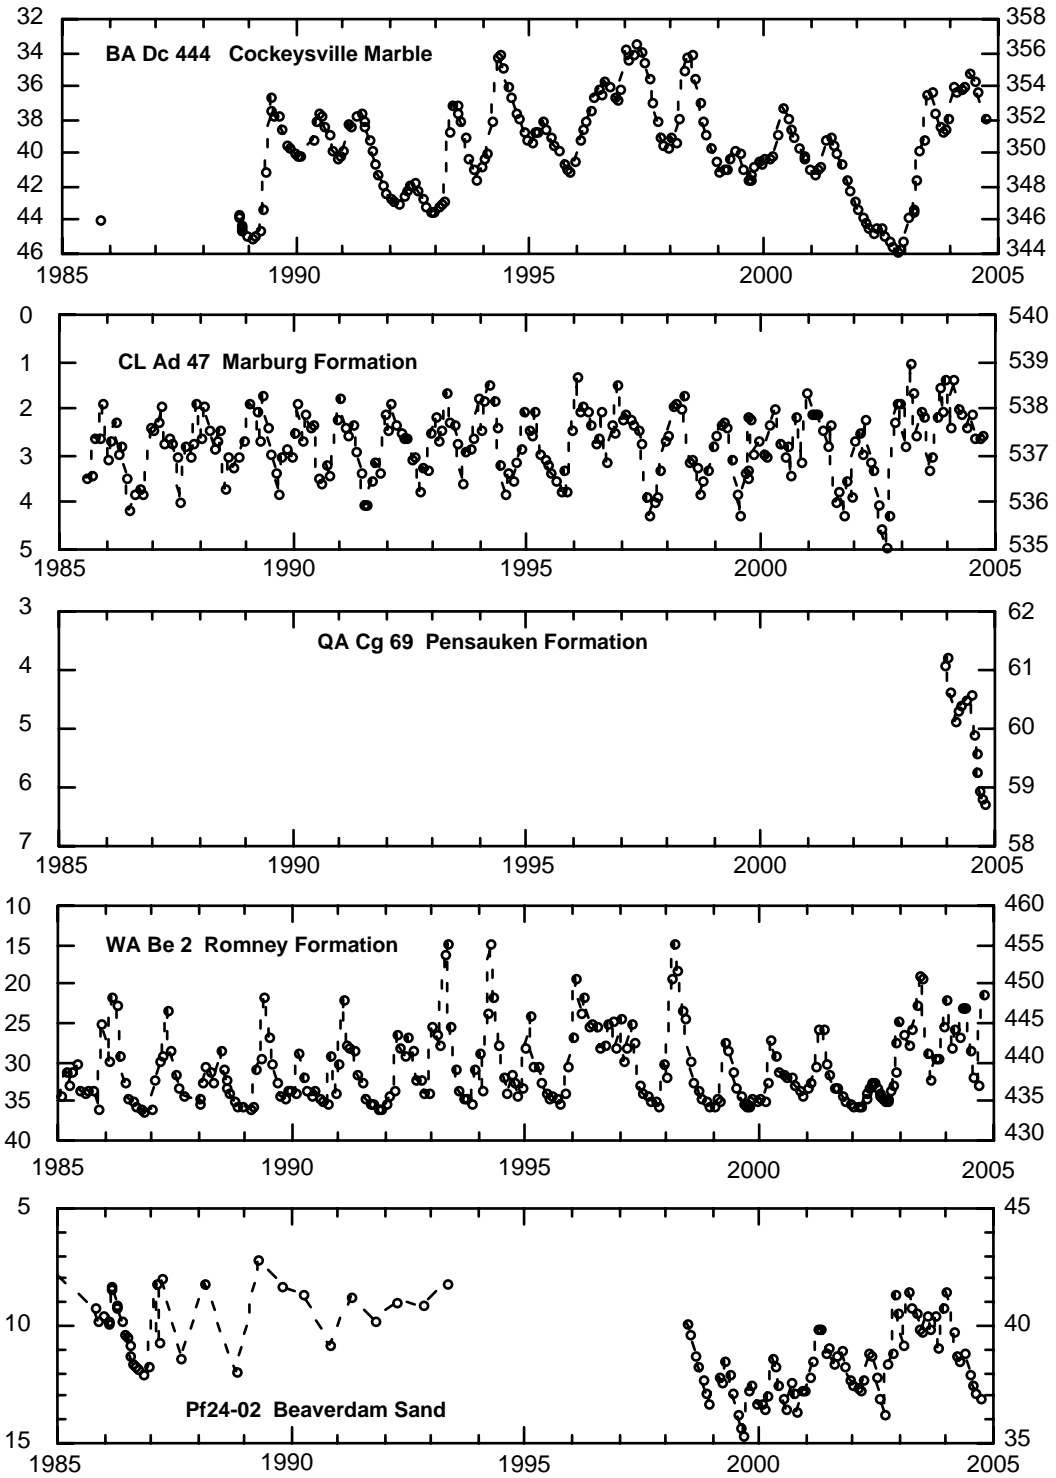 32 358
BA Dc 444 Cockeysville Marble
34 356
36 354
38 352
40 350
42 348
44 346
46 344
1985 1990 1995 2000 2005
0 540
CL Ad 47 Marburg Formation
1 539
2 538
3 537
4 536
5 535
1985 1990 1995 2000 2005
3 62
QA Cg 69 Pensauken Formation
4 61
5 60
6 59
7 58
1985 1990 1995 2000 2005
10 460
WA Be 2 Romney Formation
15 455
20 450
25 445
30 440
35 435
40 430
1985 1990 1995 2000 2005
5 45
10 40
Pf24-02 Beaverdam Sand
15 35
1985 1990 1995 2000 2005